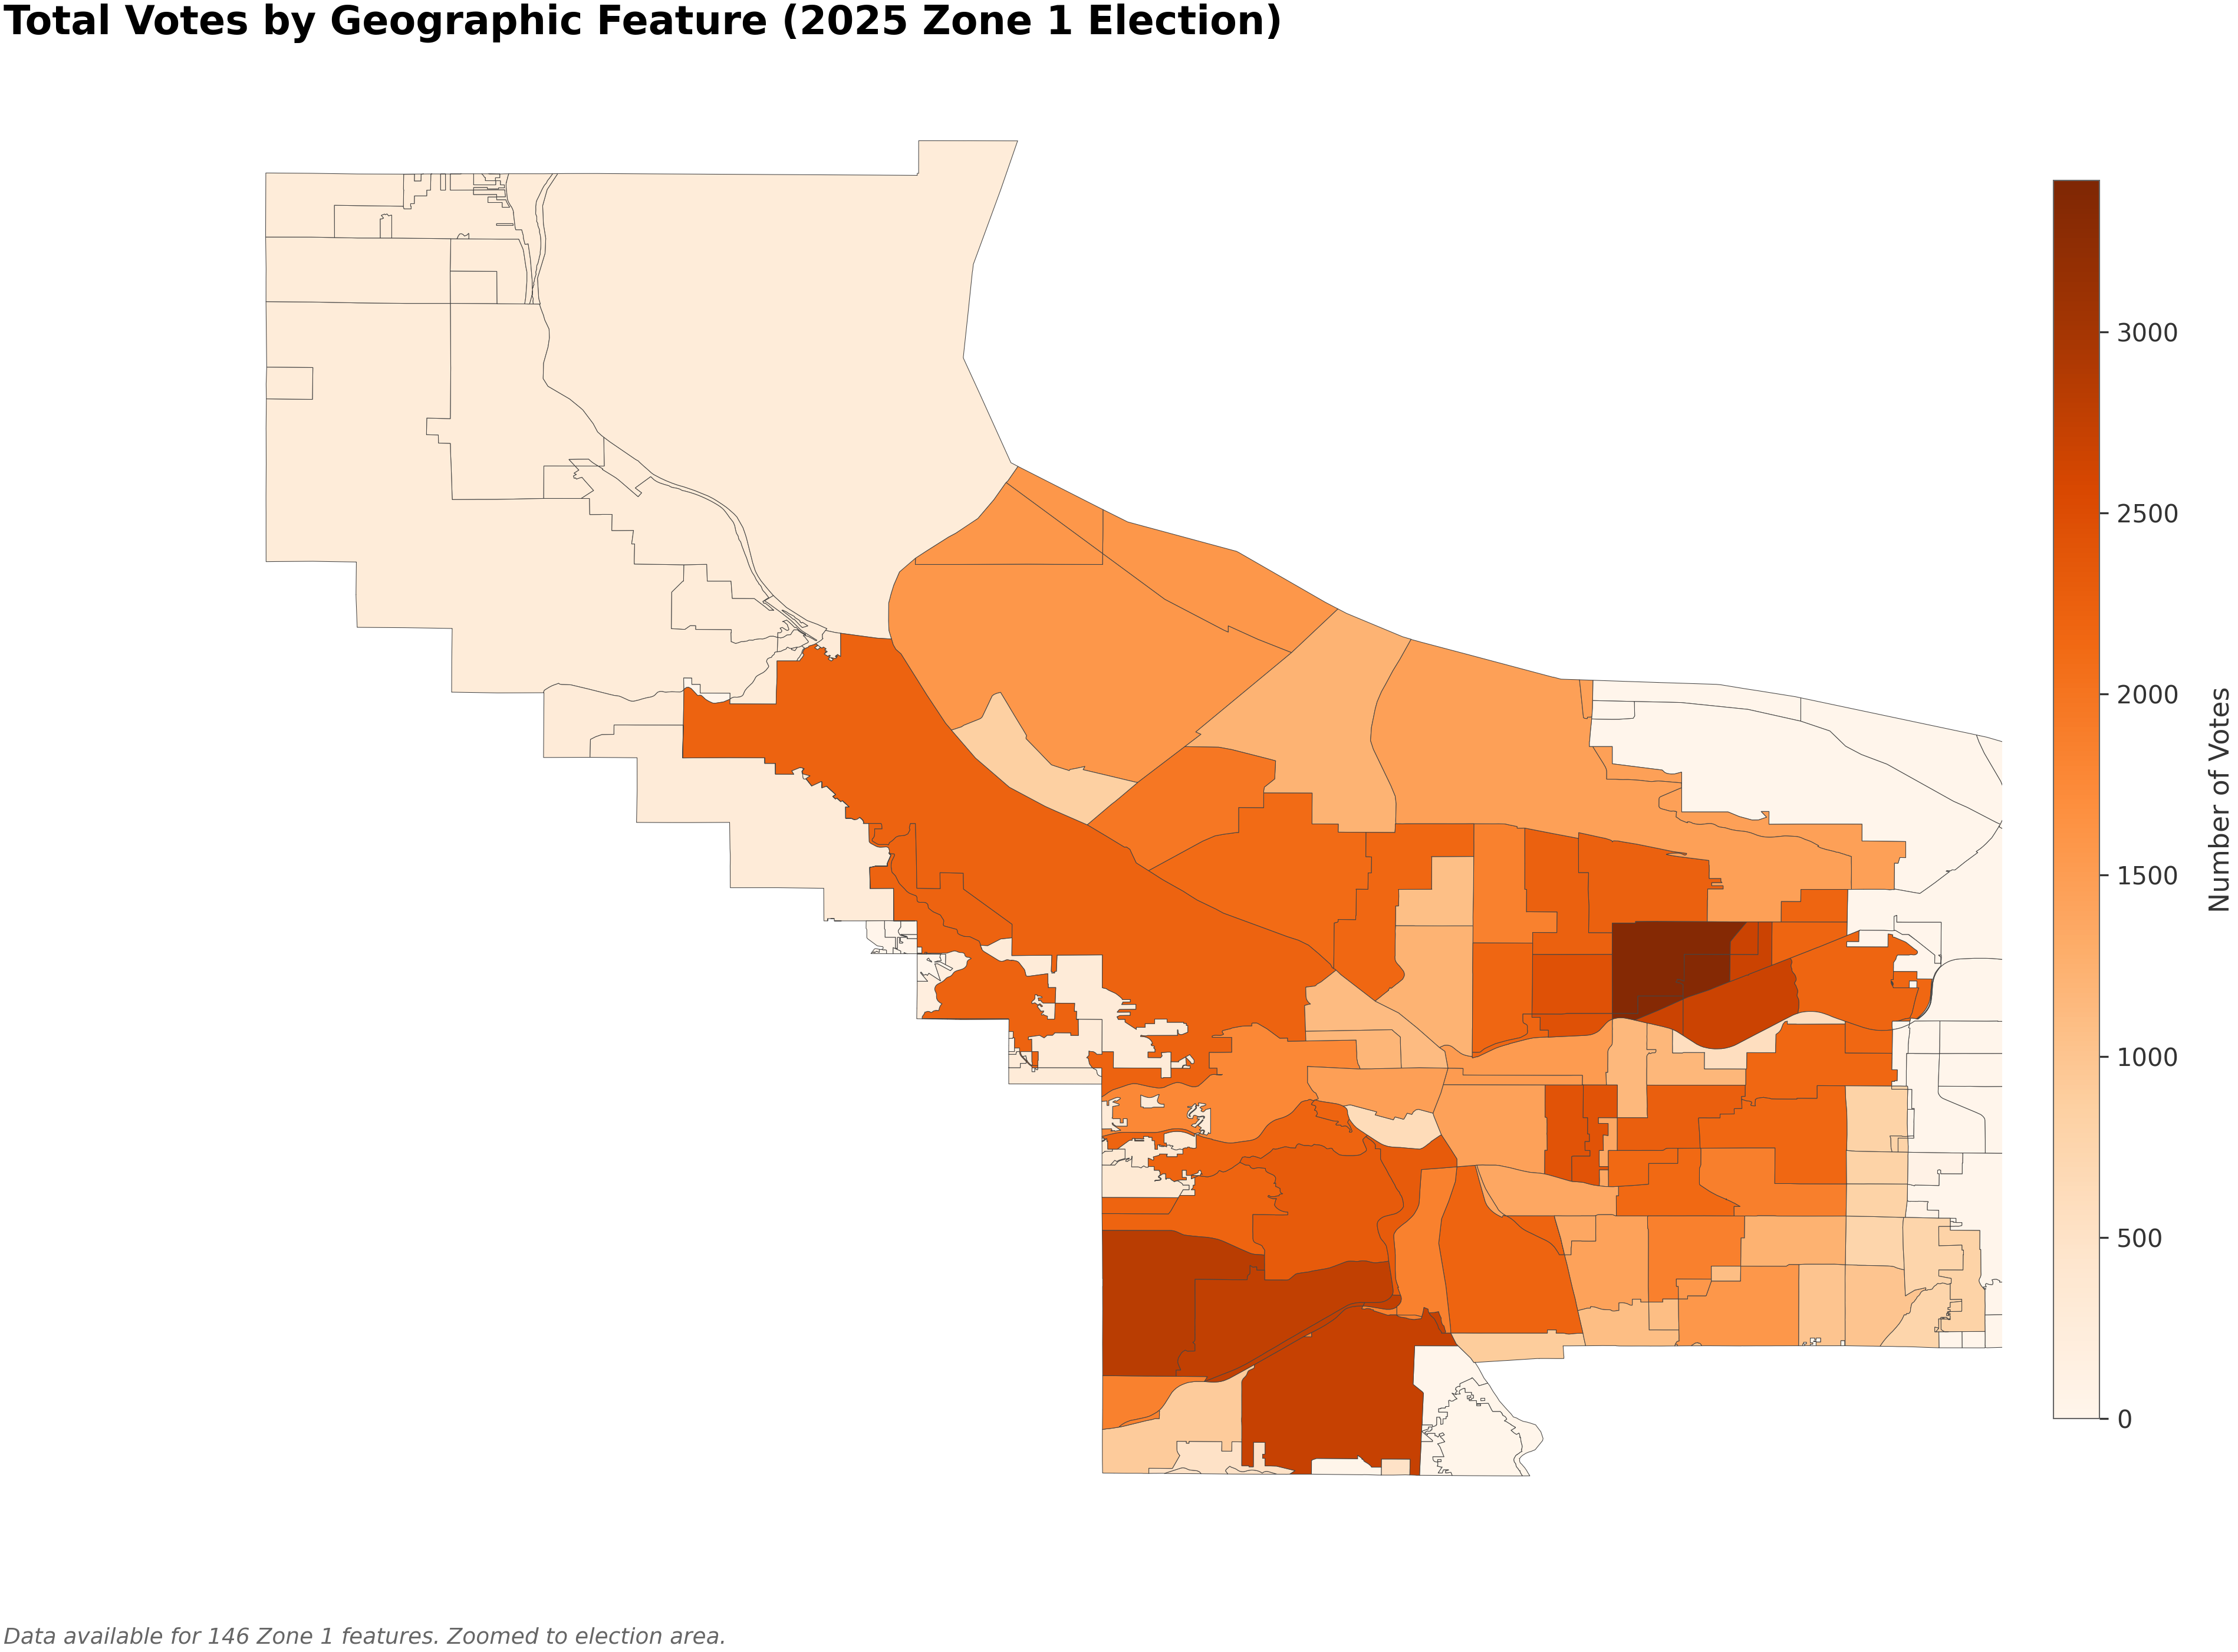 Total Votes by Geographic Feature (2025 Zone 1 Election)
3000
2500
2000
1500
1000
500
0
Number of Votes
Data available for 146 Zone 1 features. Zoomed to election area.